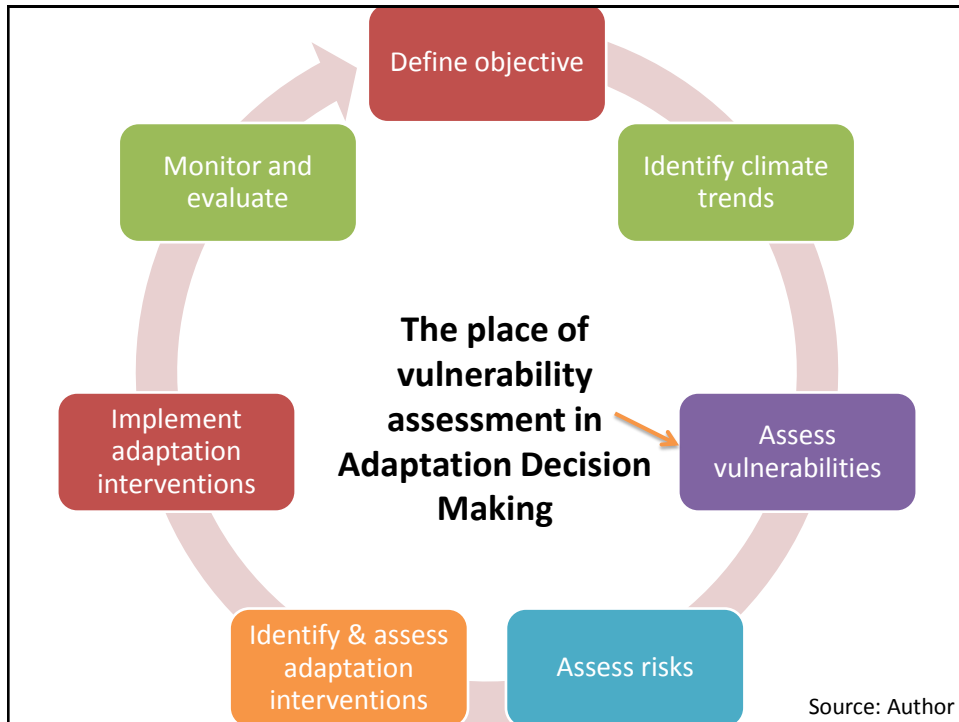 Define objective
Identify climate
trends
Assess
vulnerabilities
Assess risks
Identify & assess
adaptation
interventions
Implement
adaptation
interventions
Monitor and
evaluate
The place of
vulnerability
assessment in
Adaptation Decision
Making
Source: Author